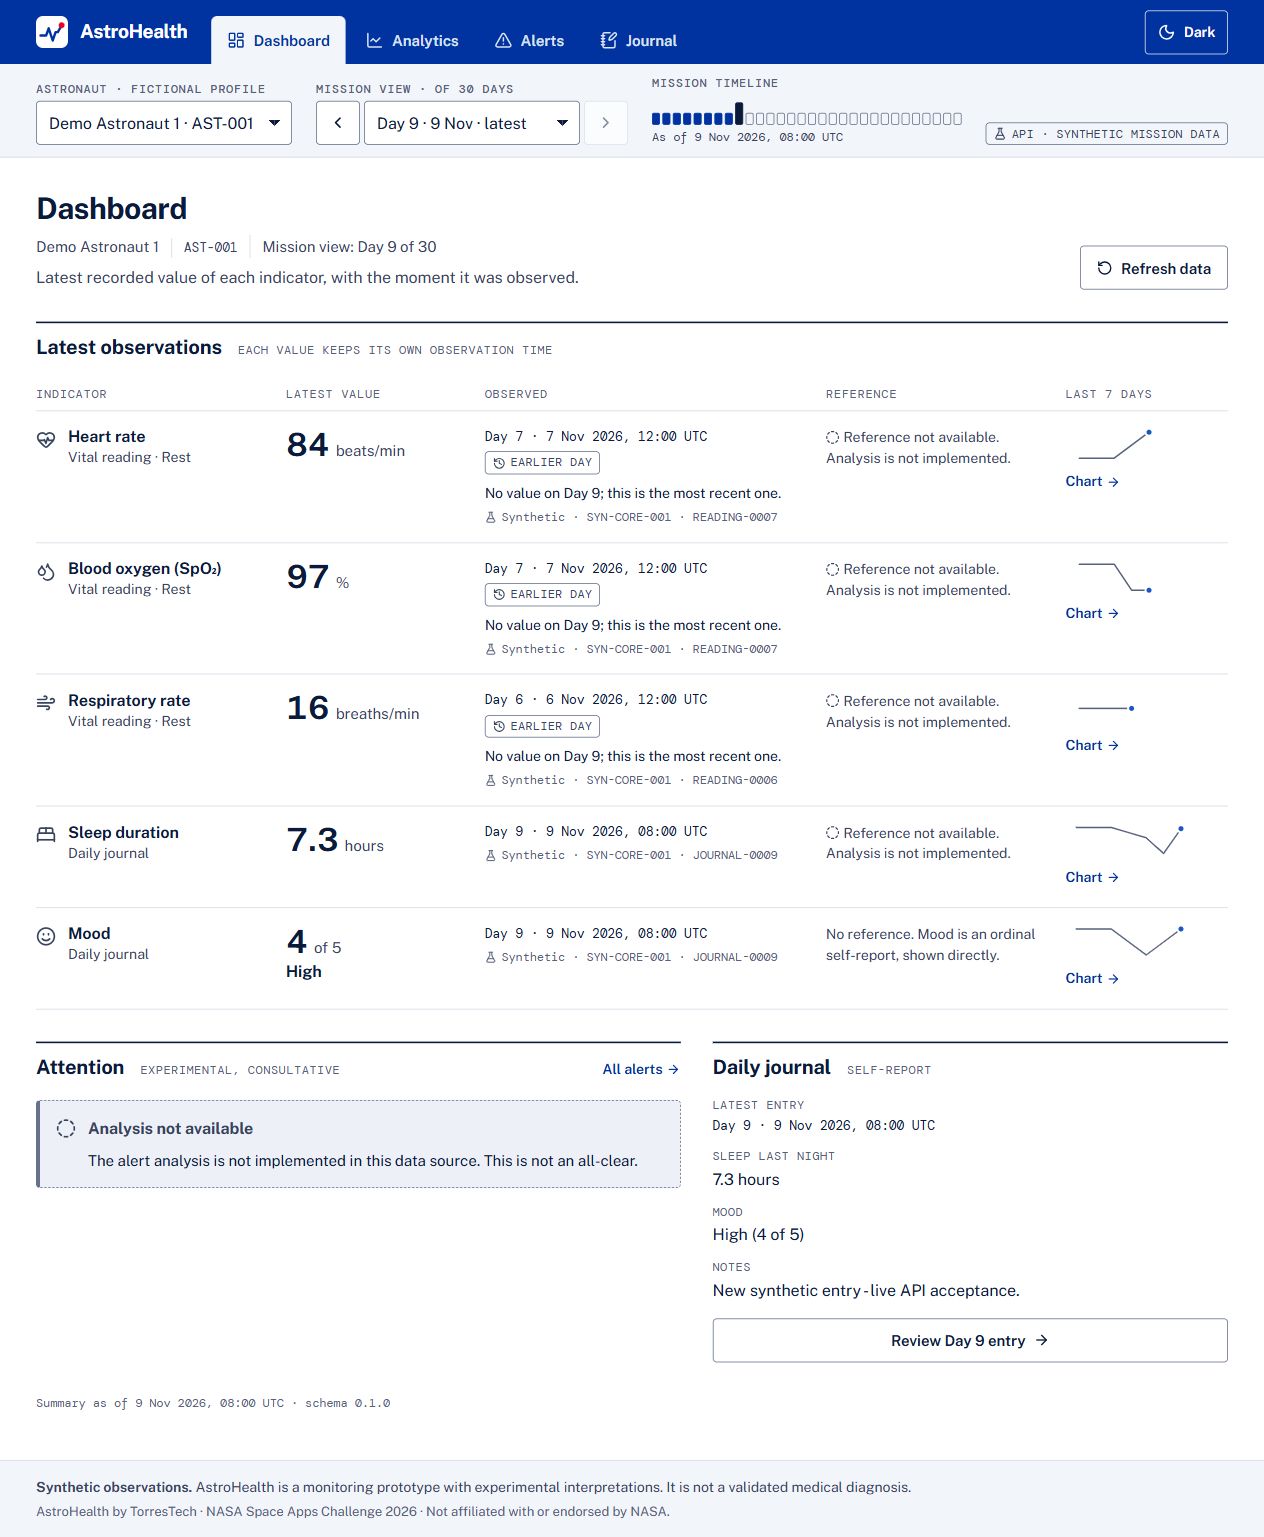 AstroHealth
Dashboard
Analytics
Alerts
Journal
Dark
ASTRONAUT · FICTIONAL PROFILE
Demo Astronaut 1 · AST-001
MISSION VIEW · OF 30 DAYS
Day 9 · 9 Nov · latest
MISSION TIMELINE
As of 9 Nov 2026, 08:00 UTC
API · SYNTHETIC MISSION DATA
Dashboard
Demo Astronaut 1 AST-001 Mission view: Day 9 of 30
Latest recorded value of each indicator, with the moment it was observed.
Refresh data
Latest observations EACH VALUE KEEPS ITS OWN OBSERVATION TIME
INDICATOR LATEST VALUE OBSERVED REFERENCE LAST 7 DAYS
Heart rate
Vital reading · Rest
84 beats/min
Day 7 · 7 Nov 2026, 12:00 UTC
EARLIER DAY
No value on Day 9; this is the most recent one.
Synthetic · SYN-CORE-001 · READING-0007
Reference not available.
Analysis is not implemented.
Chart →
Blood oxygen (SpO₂)
Vital reading · Rest
97 %
Day 7 · 7 Nov 2026, 12:00 UTC
EARLIER DAY
No value on Day 9; this is the most recent one.
Synthetic · SYN-CORE-001 · READING-0007
Reference not available.
Analysis is not implemented.
Chart →
Respiratory rate
Vital reading · Rest
16 breaths/min
Day 6 · 6 Nov 2026, 12:00 UTC
EARLIER DAY
No value on Day 9; this is the most recent one.
Synthetic · SYN-CORE-001 · READING-0006
Reference not available.
Analysis is not implemented.
Chart →
Sleep duration
Daily journal
7.3 hours
Day 9 · 9 Nov 2026, 08:00 UTC
Synthetic · SYN-CORE-001 · JOURNAL-0009
Reference not available.
Analysis is not implemented.
Chart →
Mood
Daily journal
4 of 5
High
Day 9 · 9 Nov 2026, 08:00 UTC
Synthetic · SYN-CORE-001 · JOURNAL-0009
No reference. Mood is an ordinal
self-report, shown directly.
Chart →
Attention EXPERIMENTAL, CONSULTATIVE
All alerts →
Analysis not available
The alert analysis is not implemented in this data source. This is not an all-clear.
Daily journal SELF-REPORT
LATEST ENTRY
Day 9 · 9 Nov 2026, 08:00 UTC
SLEEP LAST NIGHT
7.3 hours
MOOD
High (4 of 5)
NOTES
New synthetic entry - live API acceptance.
Review Day 9 entry →
Summary as of 9 Nov 2026, 08:00 UTC · schema 0.1.0
Synthetic observations. AstroHealth is a monitoring prototype with experimental interpretations. It is not a validated medical diagnosis.
AstroHealth by TorresTech · NASA Space Apps Challenge 2026 · Not affiliated with or endorsed by NASA.